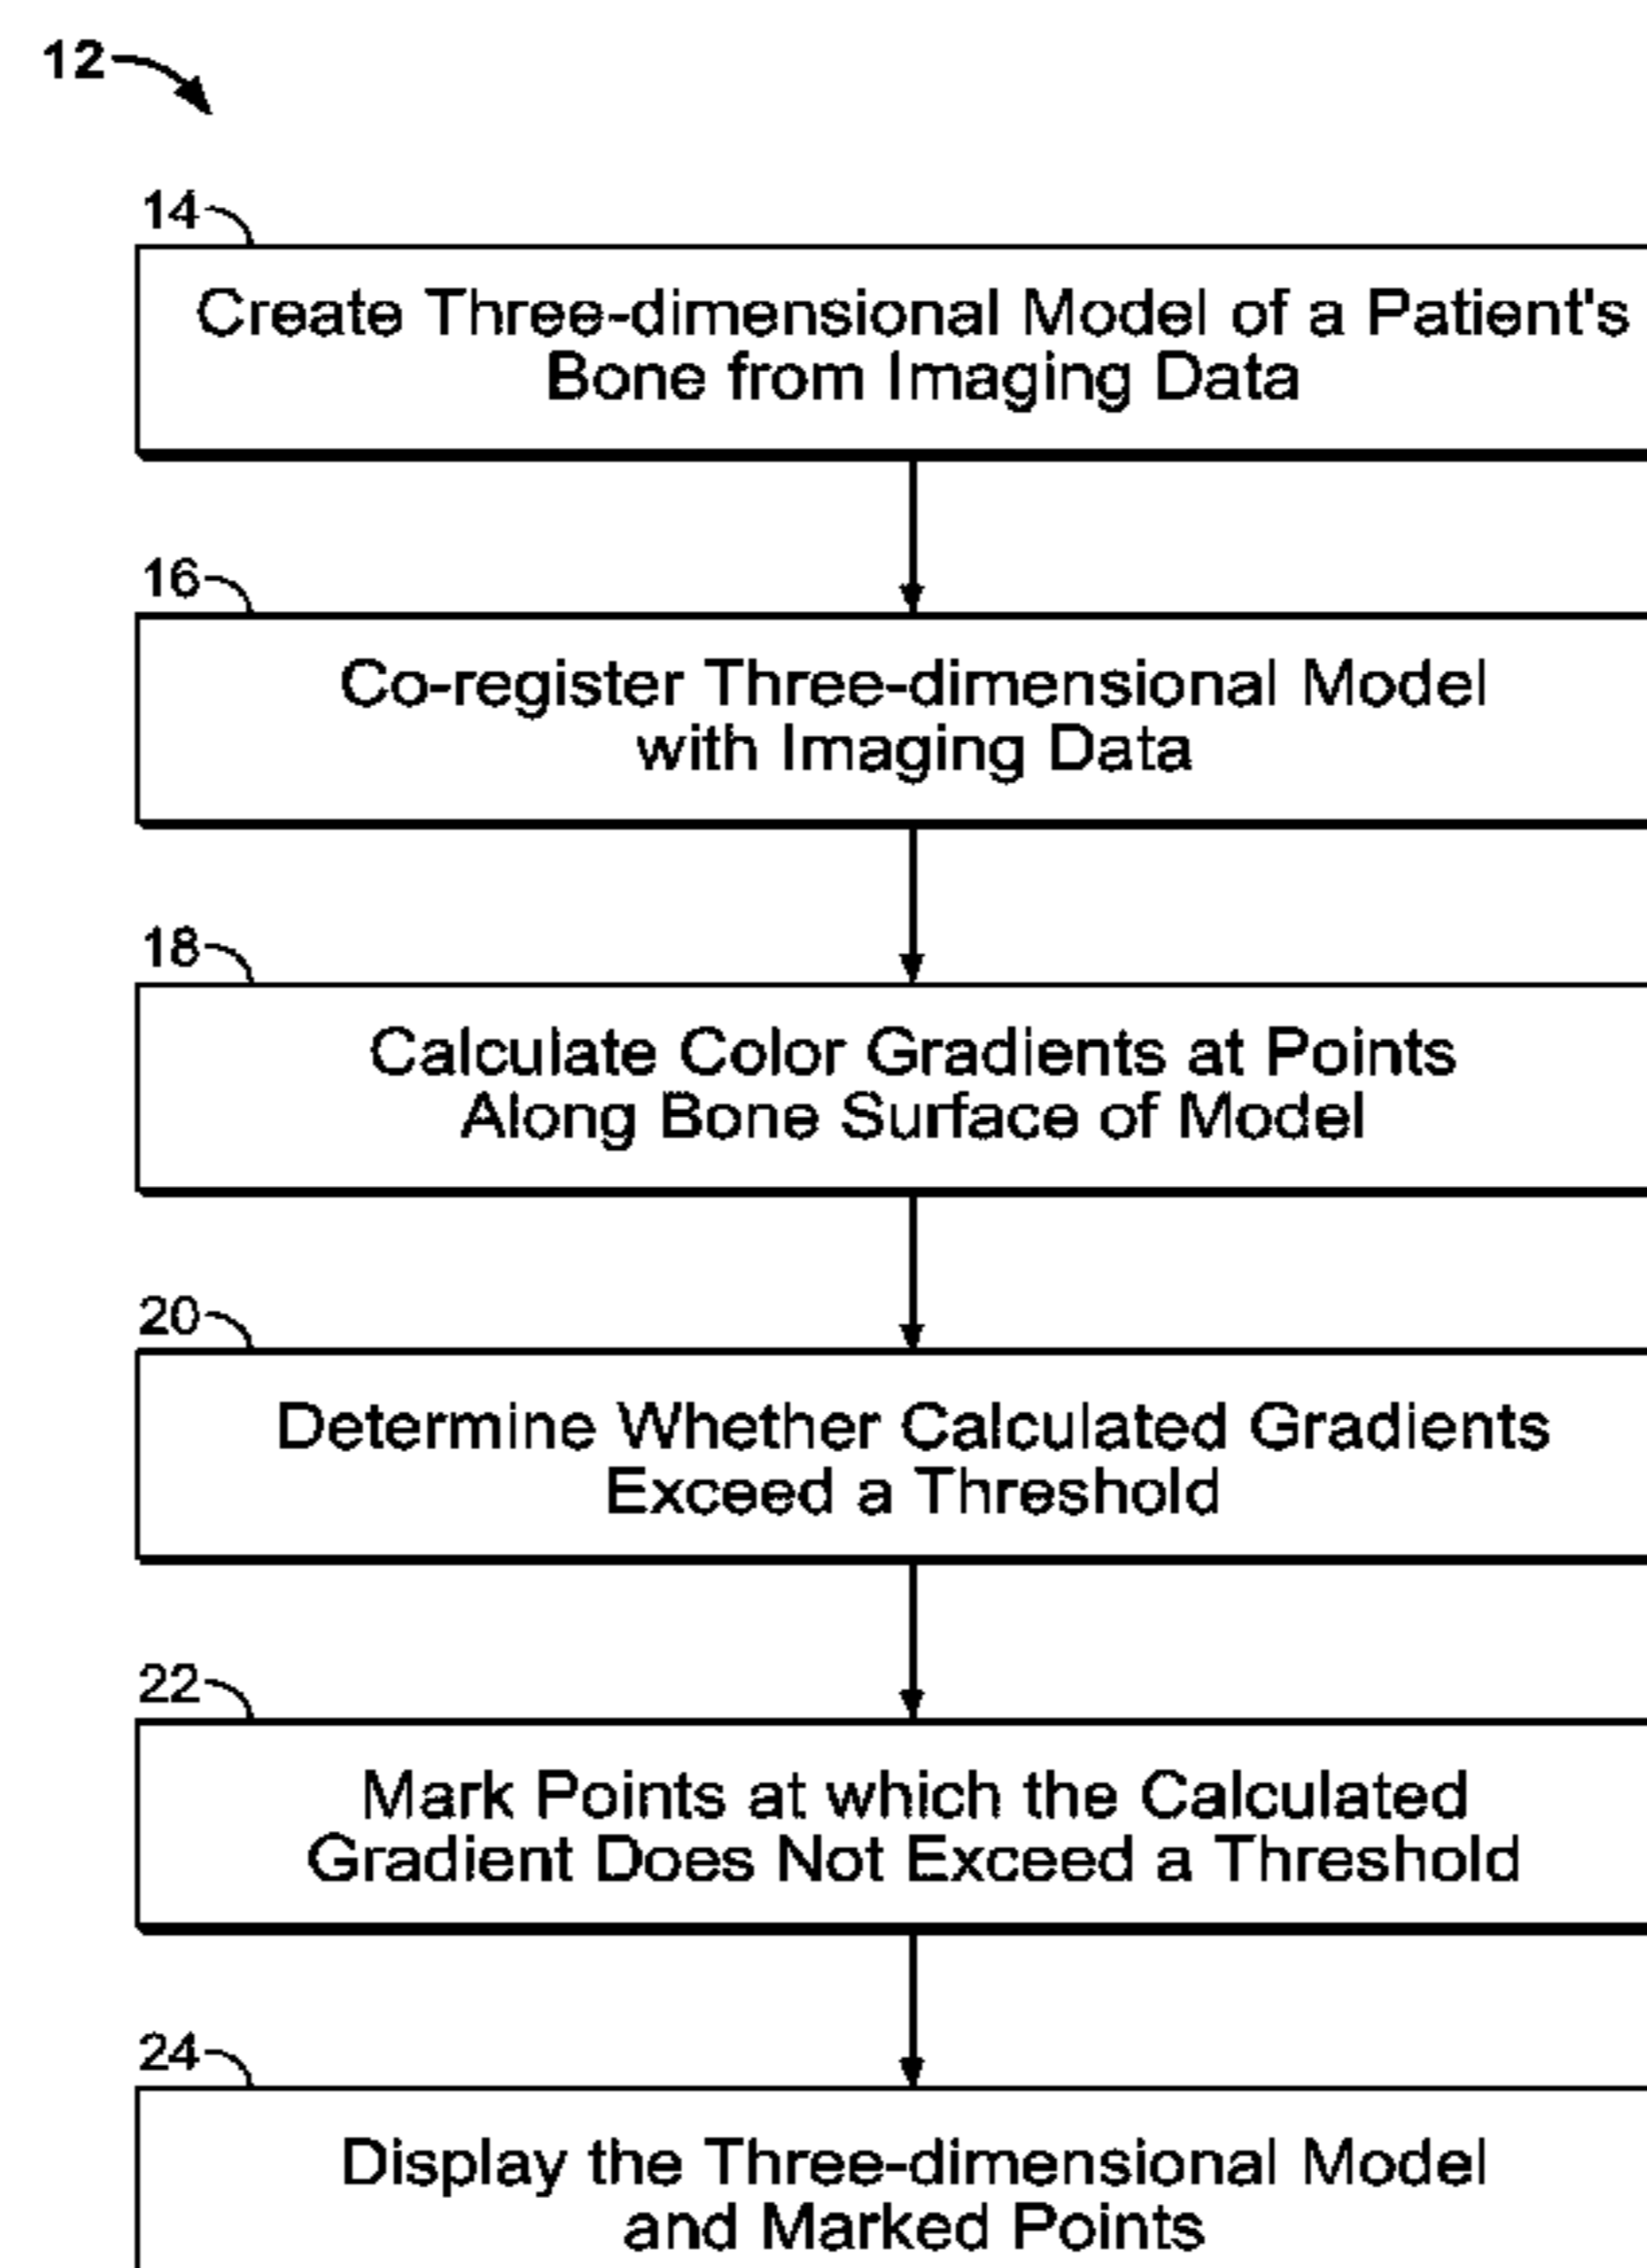 12
14
Create Three-dimensional Model of a Patient's
Bone from Imaging Data
16
Co-register Three-dimensional Model
with Imaging Data
18
Calculate Color Gradients at Points
Along Bone Surface of Model
20
Determine Whether Calculated Gradients
Exceed a Threshold
22
Mark Points at which the Calculated
Gradient Does Not Exceed a Threshold
24
Display the Three-dimensional Model
and Marked Points